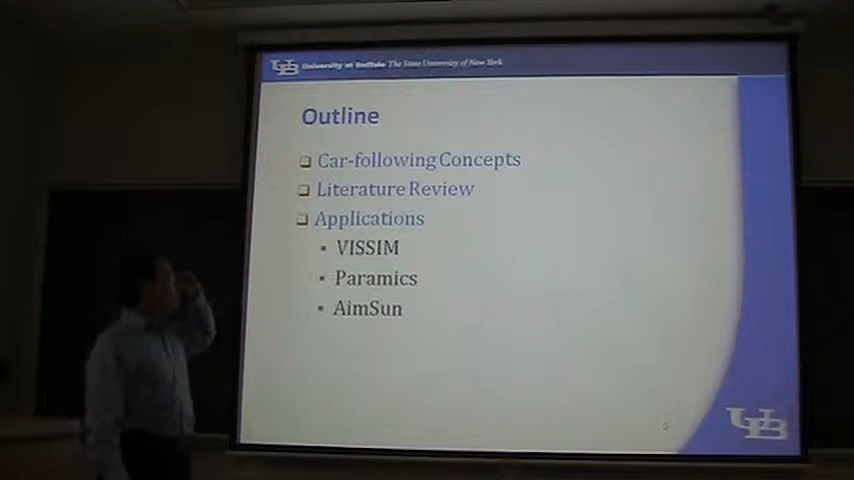 UB University at Buffalo The State University of New York
Outline
Car-following Concepts
Literature Review
Applications
VISSIM
Paramics
AimSun
UB